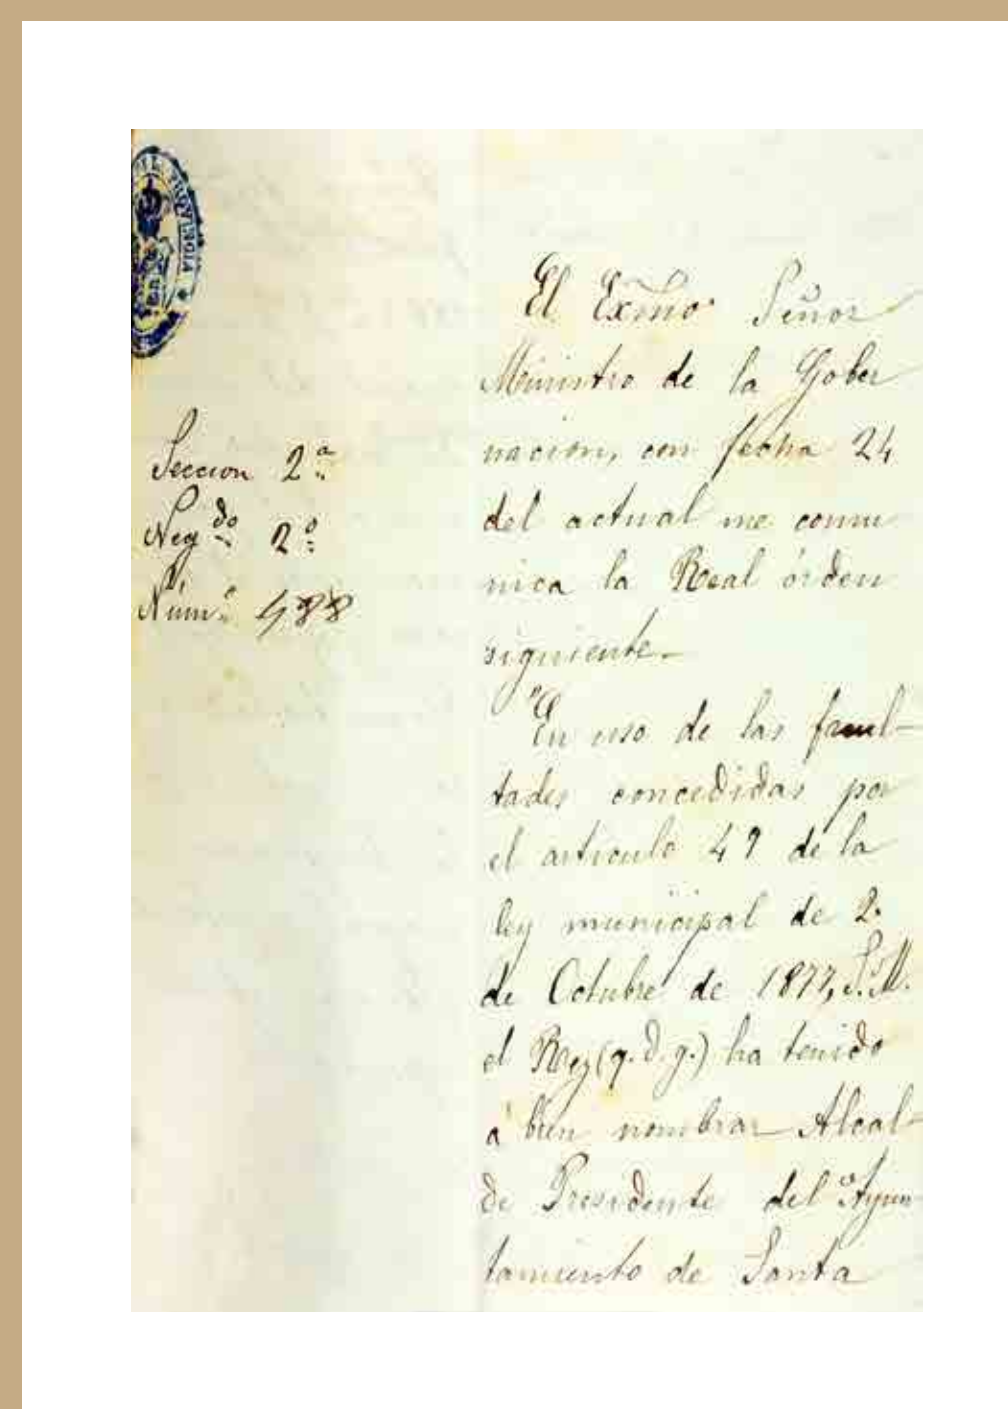 PROVINCIA
Seccion 2ª
Negdo 2º
Núm.º 488
El Exmo Señor
Ministro de la Gober
nacion, con fecha 24
del actual me comu
nica la Real órden
siguiente_
"En uso de las facul-
tades concedidas por
el articulo 49 de la
ley municipal de 2.
de Octubre de 1877, S.M.
el Rey (q. d. g.) ha tenido
á bien nombrar Alcal-
de Presidente del Ayun-
tamiento de Santa